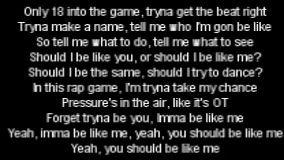 Only 18 into the game, tryna get the beat right
Tryna make a name, tell me who I'm gon be like
So tell me what to do, tell me what to see
Should I be like you, or should I be like me?
Should I be the same, should I try to dance?
In this rap game, I'm tryna take my chance
Pressure's in the air, like it's OT
Forget tryna be you, Imma be like me
Yeah, imma be like me, yeah, you should be like me
Yeah, you should be like me